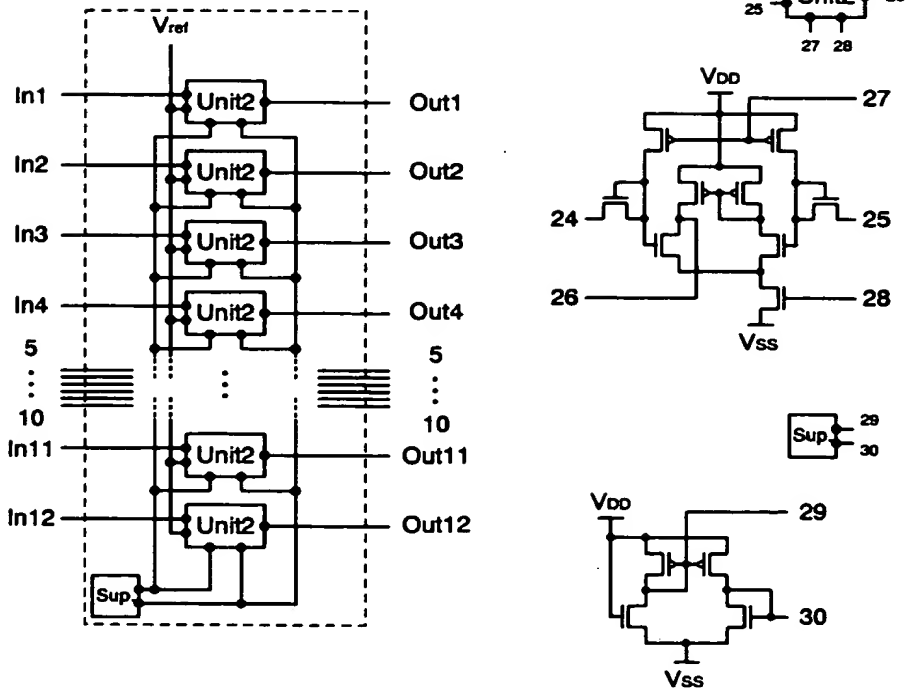 Vref
In1
Unit2
Out1
In2
Unit2
Out2
In3
Unit2
Out3
In4
Unit2
Out4
5
5
10
10
In11
Unit2
Out11
In12
Unit2
Out12
Sup
25
27 28
VDD
27
24
25
26
28
VSS
Sup
29
30
VDD
29
30
VSS